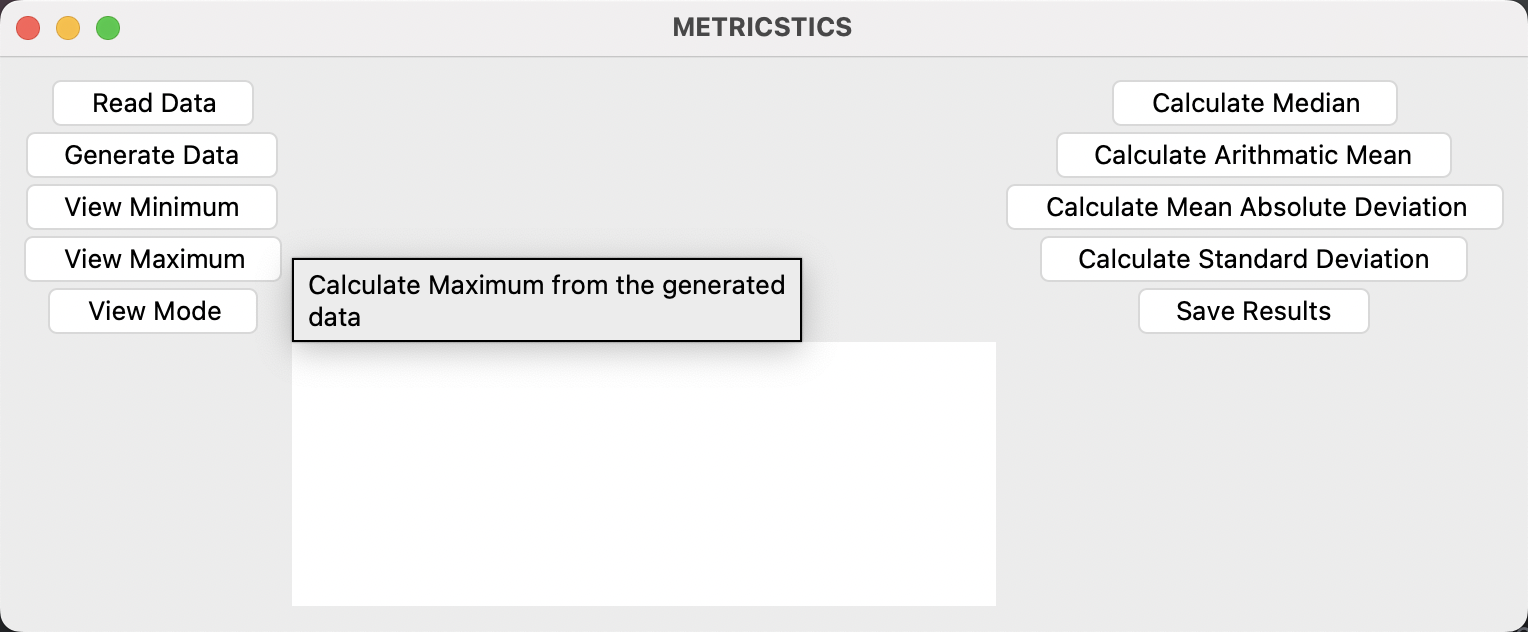 METRICSTICS
Read Data
Generate Data
View Minimum
View Maximum
View Mode
Calculate Maximum from the generated
data
Calculate Median
Calculate Arithmatic Mean
Calculate Mean Absolute Deviation
Calculate Standard Deviation
Save Results